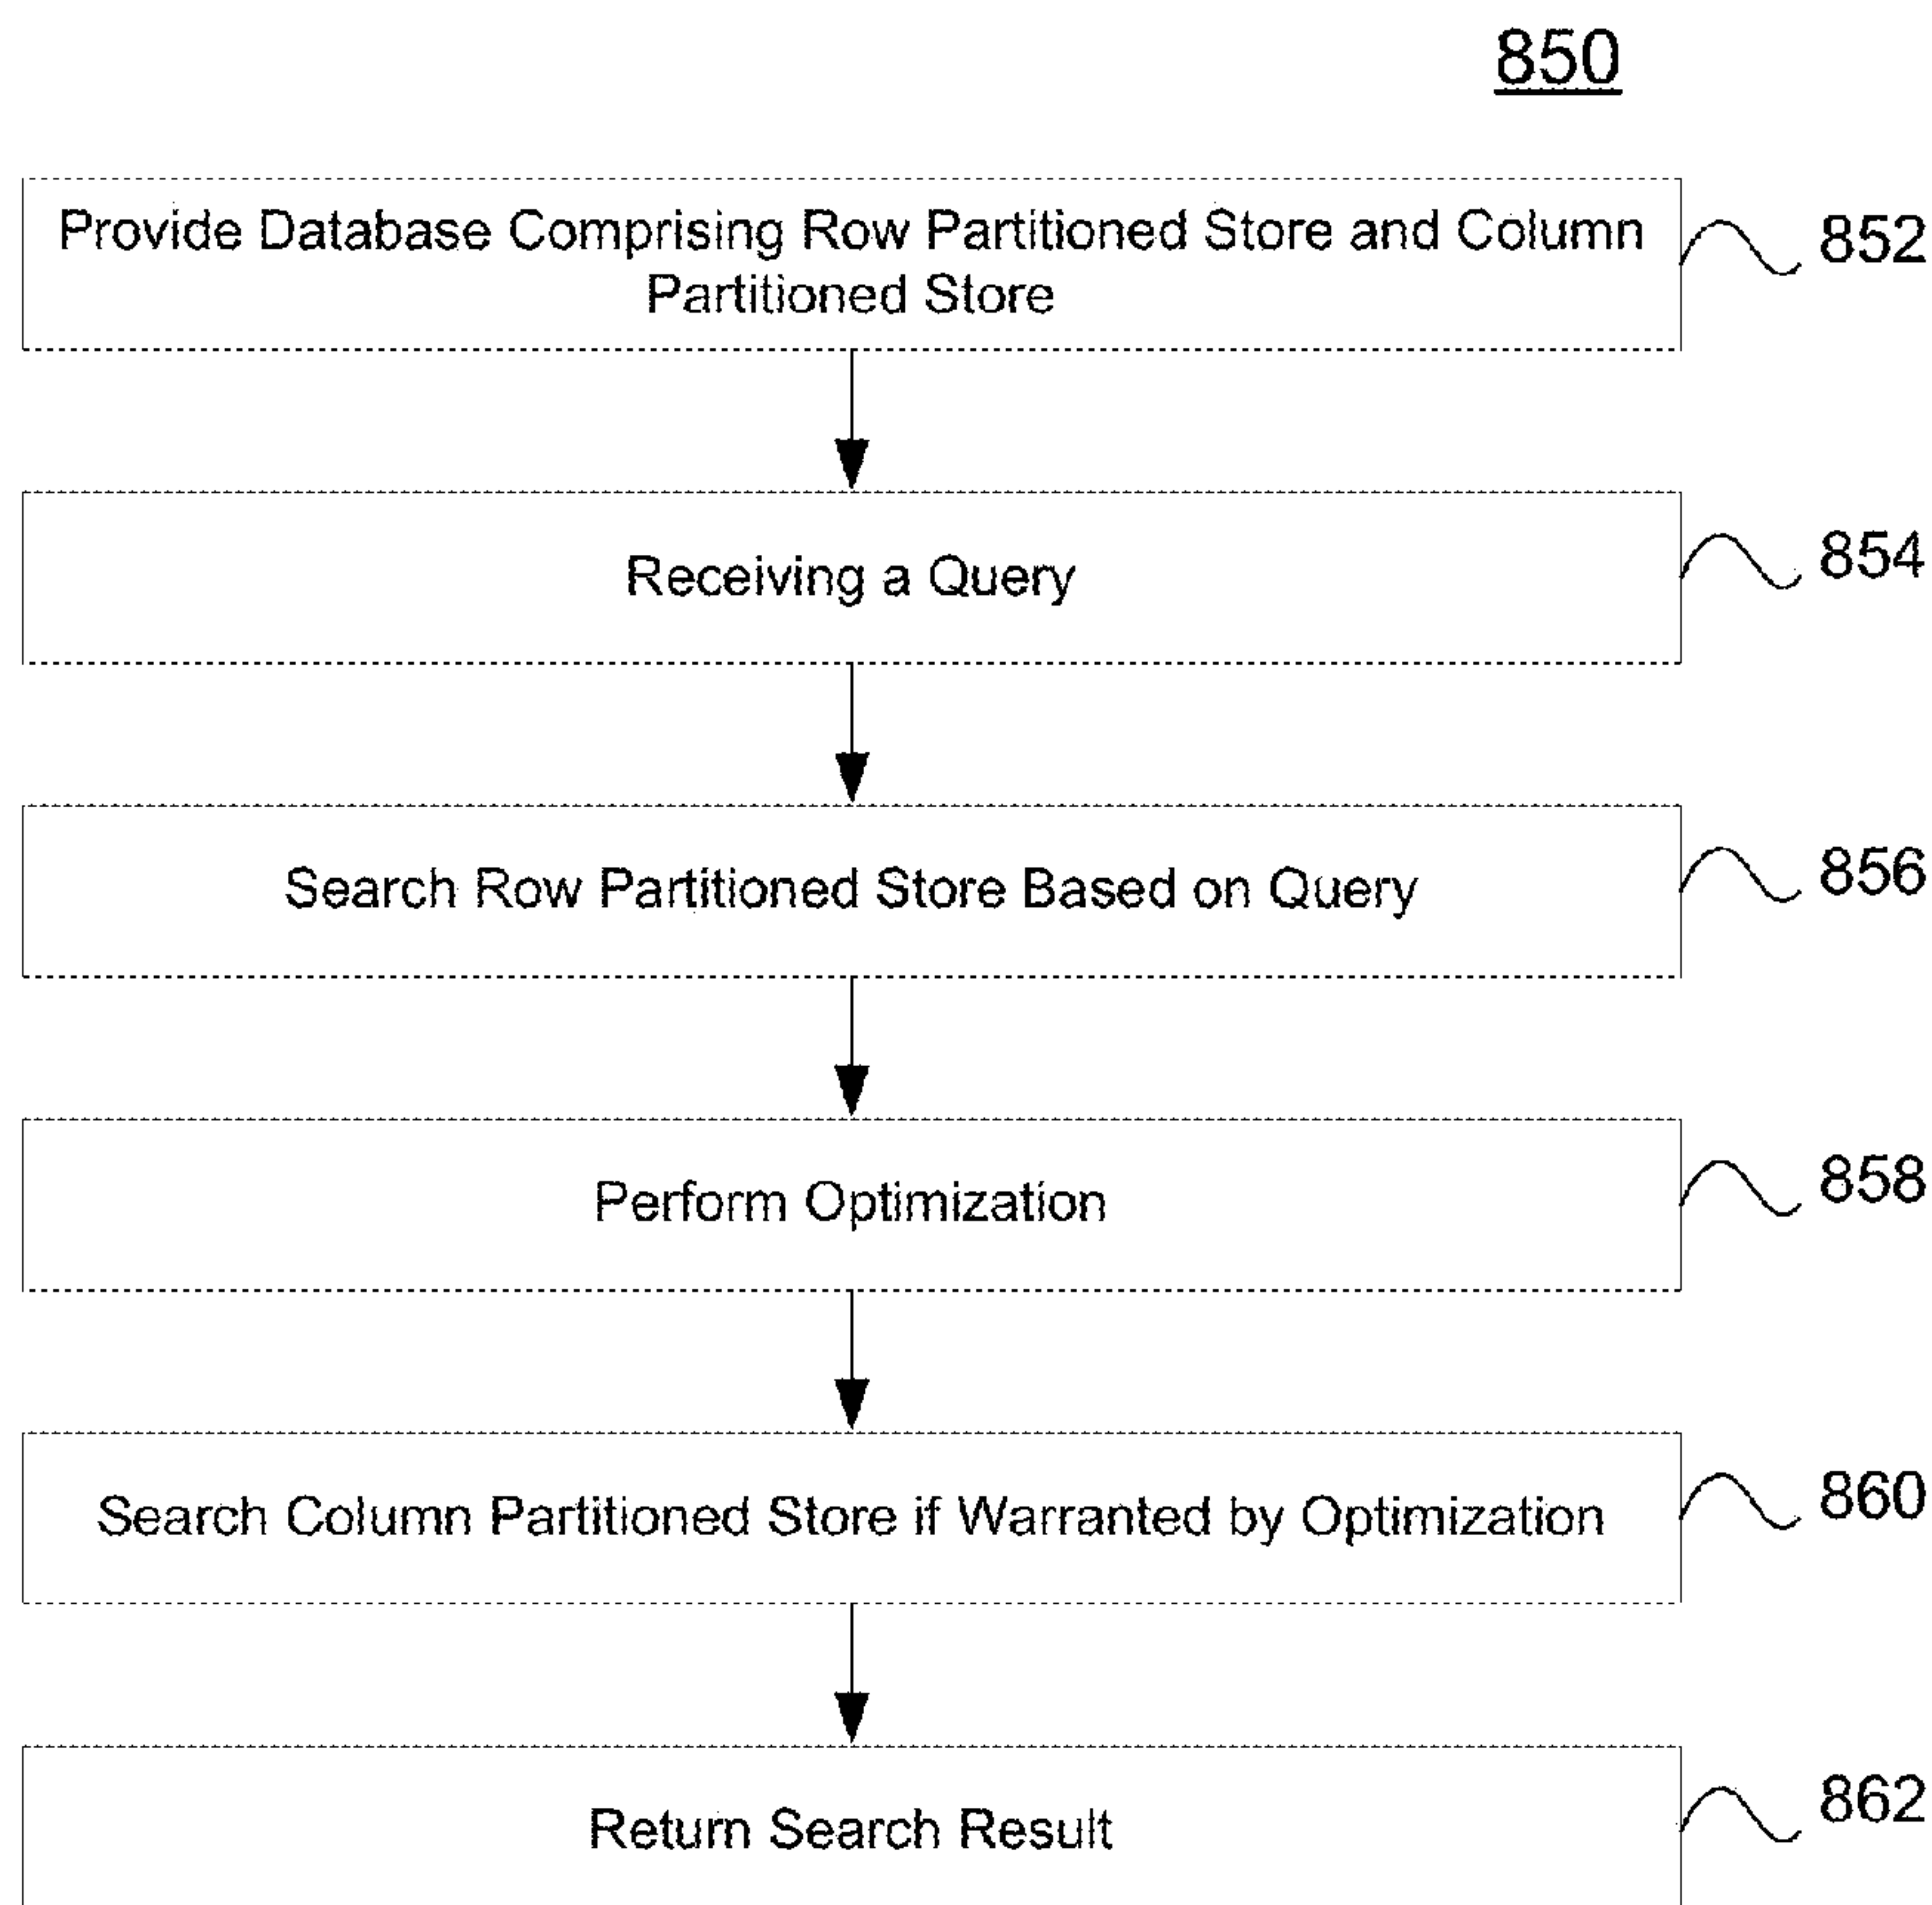 850
Provide Database Comprising Row Partitioned Store and Column
Partitioned Store
852
Receiving a Query
854
Search Row Partitioned Store Based on Query
856
Perform Optimization
858
Search Column Partitioned Store if Warranted by Optimization
860
Return Search Result
862